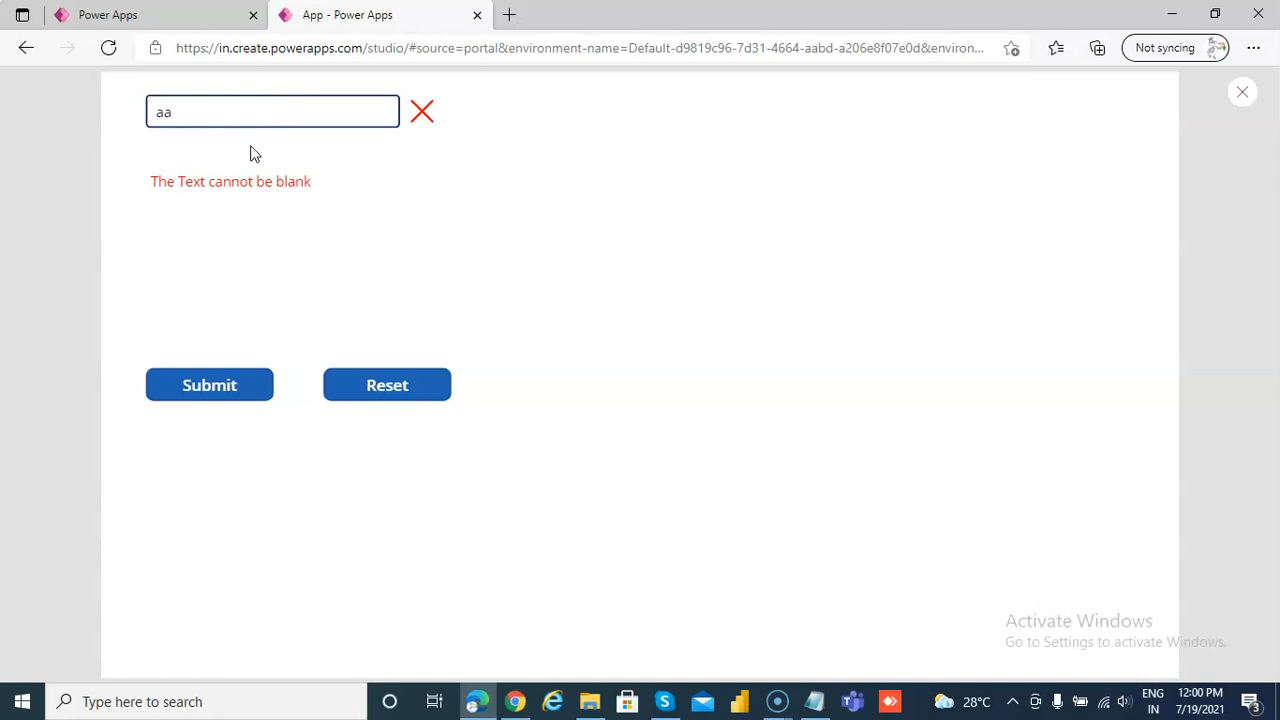 Power Apps
App - Power Apps
https://in.create.powerapps.com/studio/#source=portal&environment-name=Default-d9819c96-7d31-4664-aabd-a206e8f07e0d&environ...
Not syncing
aa
The Text cannot be blank
Submit
Reset
Activate Windows
Go to Settings to activate Windows.
Type here to search
28°C
ENG
IN
12:00 PM
7/19/2021
3